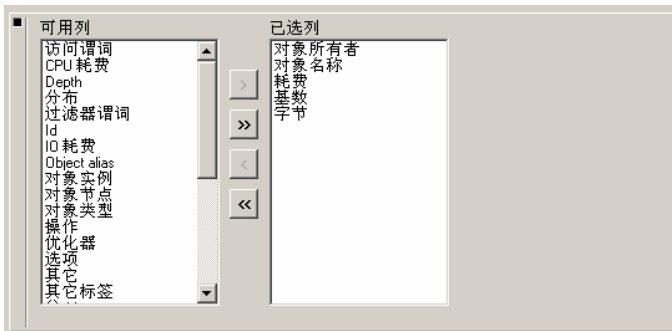 可用列
访问谓词
CPU 耗费
Depth
分布
过滤器谓词
Id
IO 耗费
Object alias
对象实例
对象节点
对象类型
操作
优化器
选项
其它
其它标签
>
>>
<
<<
已选列
对象所有者
对象名称
耗费
基数
字节